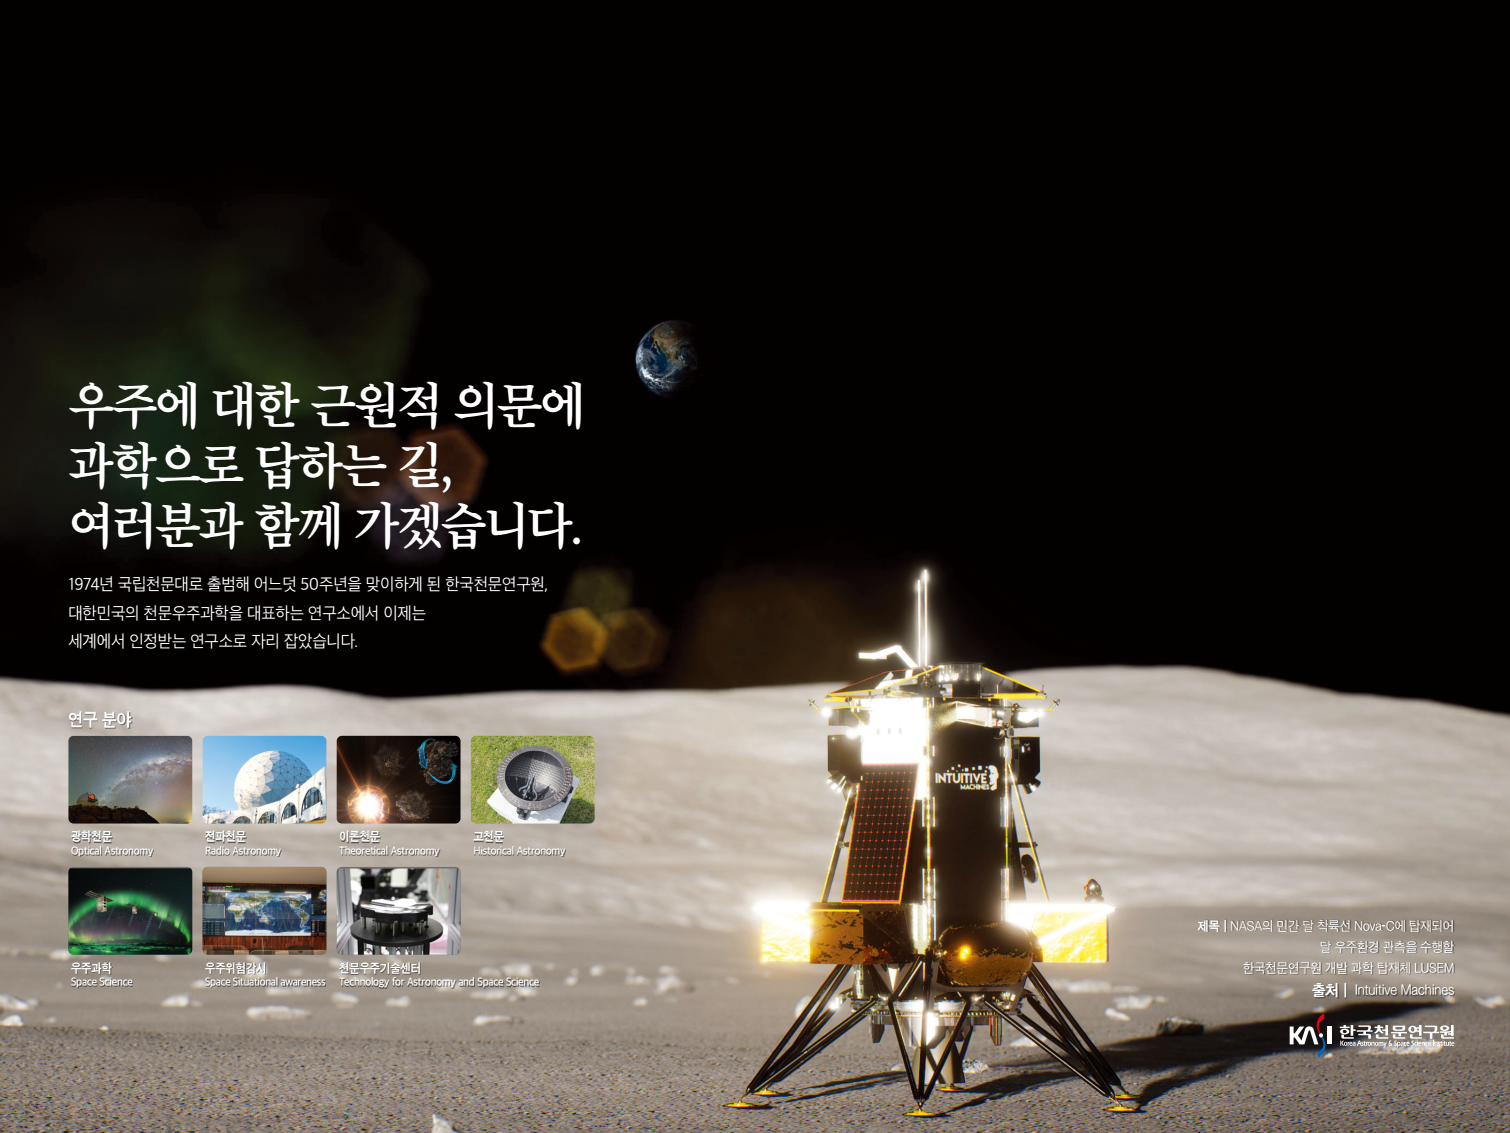 우주에 대한 근원적 의문에
과학으로 답하는 길,
여러분과 함께 가겠습니다.
1974년 국립천문대로 출범해 어느덧 50주년을 맞이하게 된 한국천문연구원,
대한민국의 천문우주과학을 대표하는 연구소에서 이제는
세계에서 인정받는 연구소로 자리 잡았습니다.
연구 분야
광학천문
Optical Astronomy
전파천문
Radio Astronomy
이론천문
Theoretical Astronomy
고천문
Historical Astronomy
우주과학
Space Science
우주위험감시
Space Situational awareness
천문우주기술센터
Technology for Astronomy and Space Science
INTUITIVE
MACHINES
제목 | NASA의 민간 달 착륙선 Nova-C에 탑재되어
달 우주환경 관측을 수행할
한국천문연구원 개발 과학 탑재체 LUSEM
출처 | Intuitive Machines
KASI 한국천문연구원
Korea Astronomy & Space Science Institute